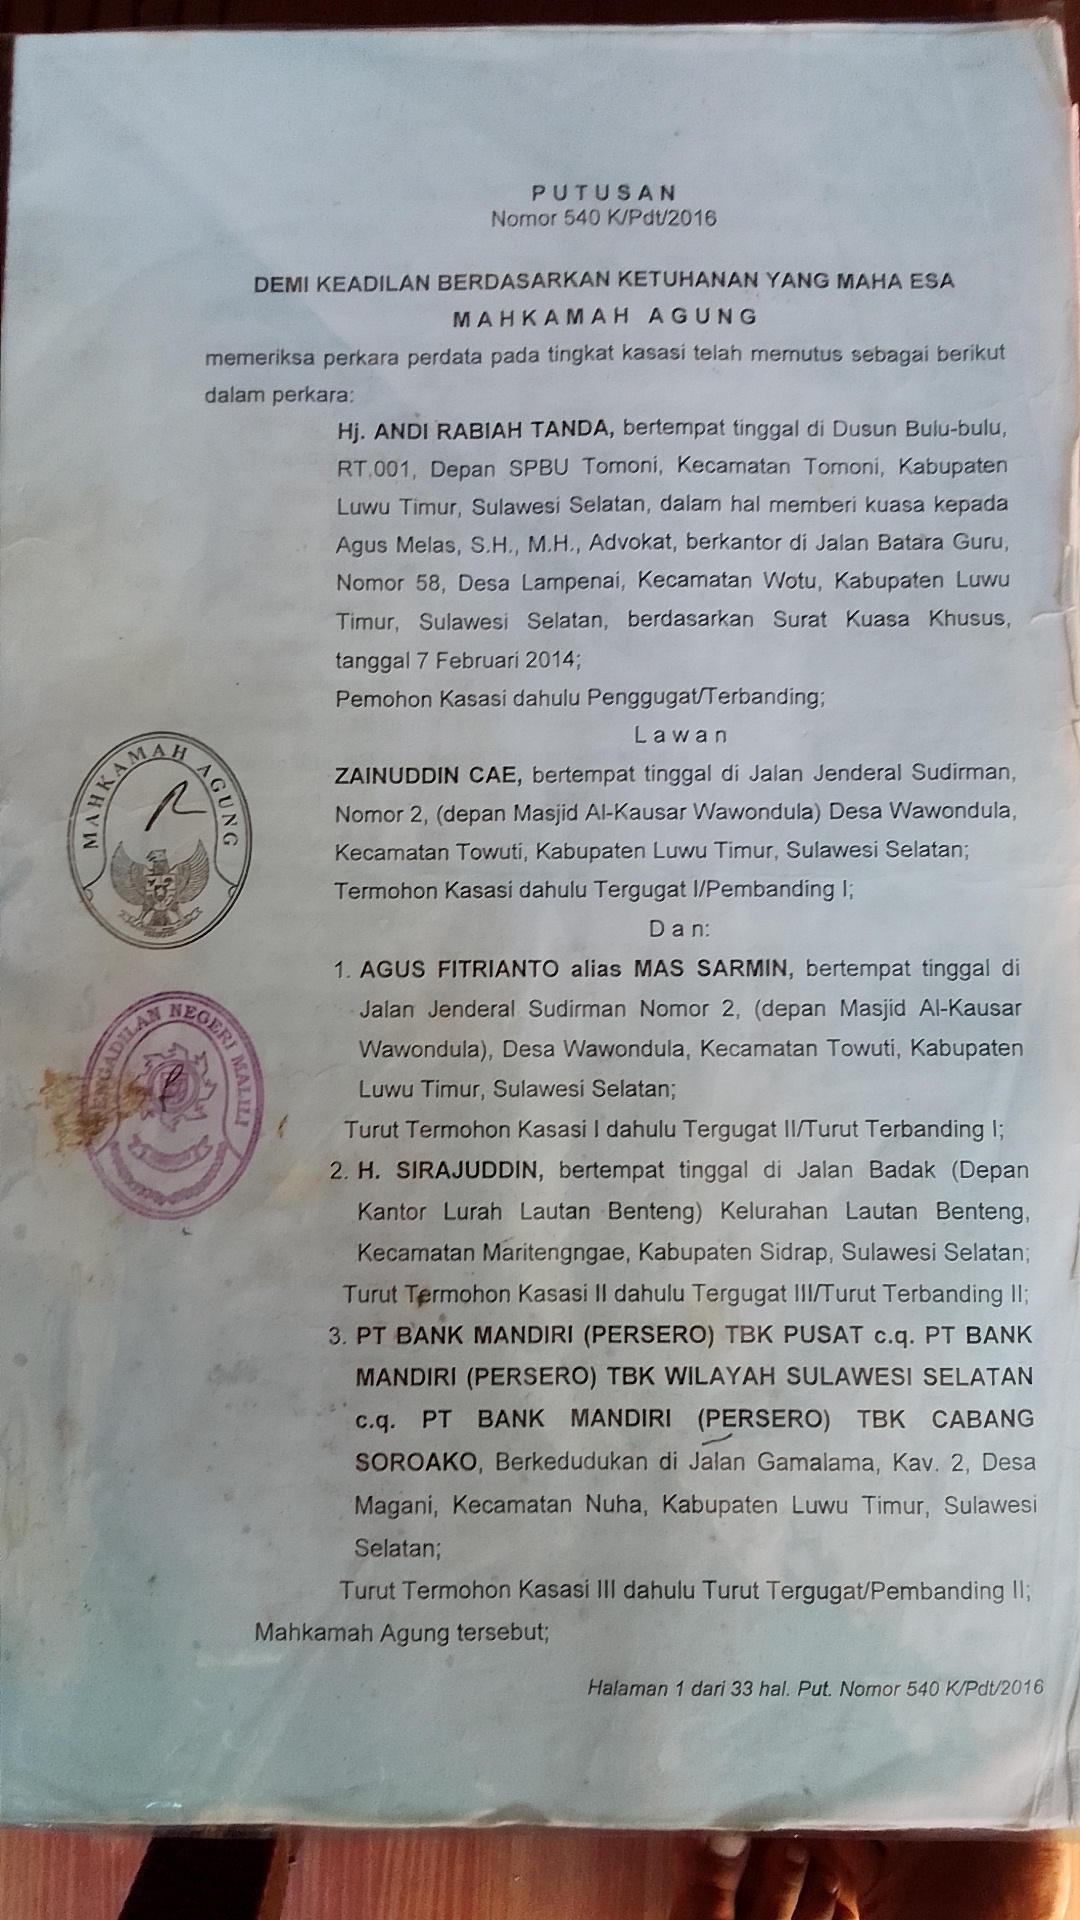 PUTUSAN
Nomor 540 K/Pdt/2016
DEMI KEADILAN BERDASARKAN KETUHANAN YANG MAHA ESA
MAHKAMAH AGUNG
memeriksa perkara perdata pada tingkat kasasi telah memutus sebagai berikut
dalam perkara:
Hj. ANDI RABIAH TANDA, bertempat tinggal di Dusun Bulu-bulu,
RT.001, Depan SPBU Tomoni, Kecamatan Tomoni, Kabupaten
Luwu Timur, Sulawesi Selatan, dalam hal memberi kuasa kepada
Agus Melas, S.H., M.H., Advokat, berkantor di Jalan Batara Guru,
Nomor 58, Desa Lampenai, Kecamatan Wotu, Kabupaten Luwu
Timur, Sulawesi Selatan, berdasarkan Surat Kuasa Khusus,
tanggal 7 Februari 2014;
Pemohon Kasasi dahulu Penggugat/Terbanding;
Lawan
ZAINUDDIN CAE, bertempat tinggal di Jalan Jenderal Sudirman,
Nomor 2, (depan Masjid Al-Kausar Wawondula) Desa Wawondula,
Kecamatan Towuti, Kabupaten Luwu Timur, Sulawesi Selatan;
Termohon Kasasi dahulu Tergugat I/Pembanding I;
Dan:
1. AGUS FITRIANTO alias MAS SARMIN, bertempat tinggal di
Jalan Jenderal Sudirman Nomor 2, (depan Masjid Al-Kausar
Wawondula), Desa Wawondula, Kecamatan Towuti, Kabupaten
Luwu Timur, Sulawesi Selatan;
Turut Termohon Kasasi I dahulu Tergugat II/Turut Terbanding I;
2. H. SIRAJUDDIN, bertempat tinggal di Jalan Badak (Depan
Kantor Lurah Lautan Benteng) Kelurahan Lautan Benteng,
Kecamatan Maritengngae, Kabupaten Sidrap, Sulawesi Selatan;
Turut Termohon Kasasi II dahulu Tergugat III/Turut Terbanding II;
3. PT BANK MANDIRI (PERSERO) TBK PUSAT c.q. PT BANK
MANDIRI (PERSERO) TBK WILAYAH SULAWESI SELATAN
c.q. PT BANK MANDIRI (PERSERO) TBK CABANG
SOROAKO, Berkedudukan di Jalan Gamalama, Kav. 2, Desa
Magani, Kecamatan Nuha, Kabupaten Luwu Timur, Sulawesi
Selatan;
Turut Termohon Kasasi III dahulu Turut Tergugat/Pembanding II;
Mahkamah Agung tersebut;
Halaman 1 dari 33 hal. Put. Nomor 540 K/Pdt/2016
MAHKAMAH AGUNG
PENGADILAN NEGERI MALILI